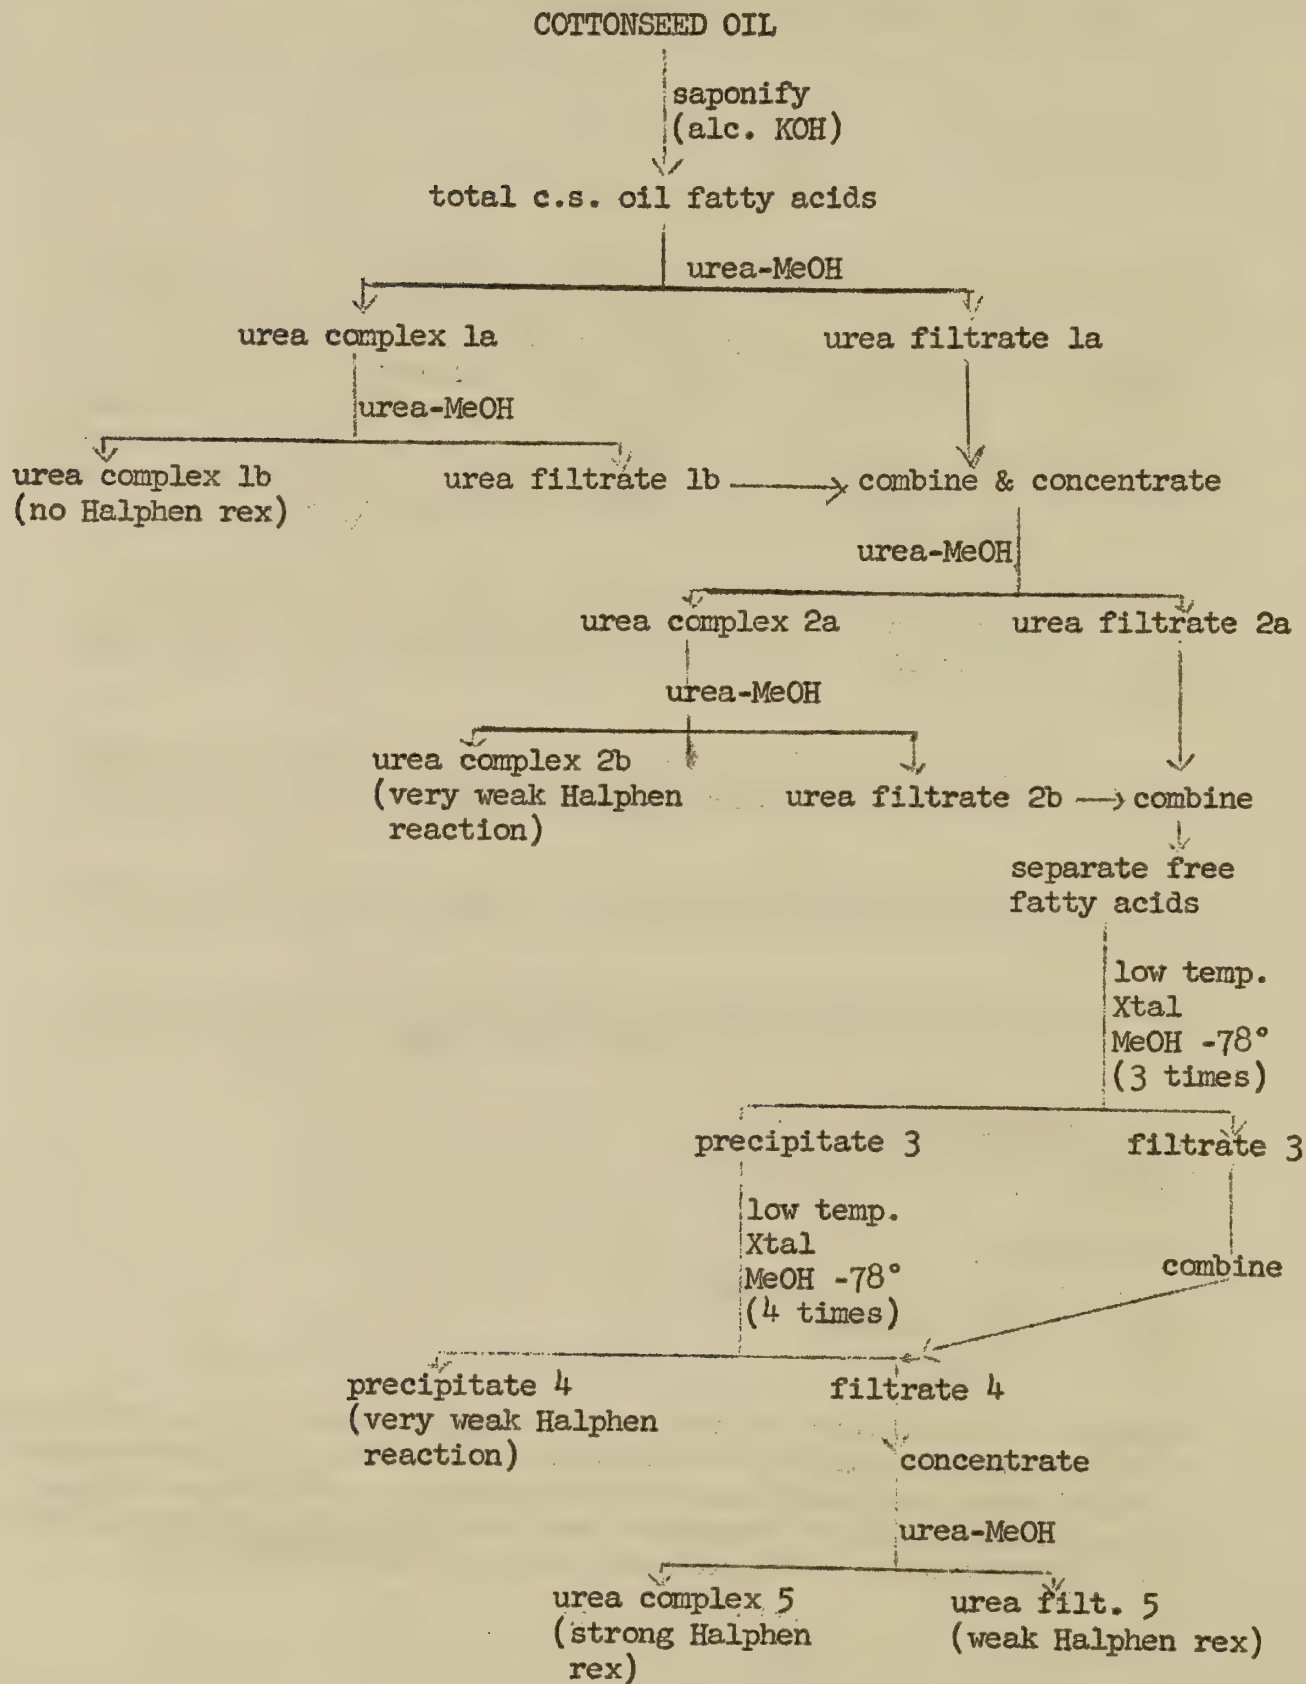 COTTONSEED OIL
saponify
(alc. KOH)
total c.s. oil fatty acids
urea-MeOH
urea complex 1a
urea filtrate 1a
urea-MeOH
urea complex 1b
(no Halphen rex)
urea filtrate 1b
combine & concentrate
urea-MeOH
urea complex 2a
urea filtrate 2a
urea-MeOH
urea complex 2b
(very weak Halphen
reaction)
urea filtrate 2b
combine
separate free
fatty acids
low temp.
Xtal
MeOH -78°
(3 times)
precipitate 3
filtrate 3
low temp.
Xtal
MeOH -78°
(4 times)
combine
precipitate 4
(very weak Halphen
reaction)
filtrate 4
concentrate
urea-MeOH
urea complex 5
(strong Halphen
rex)
urea filt. 5
(weak Halphen rex)